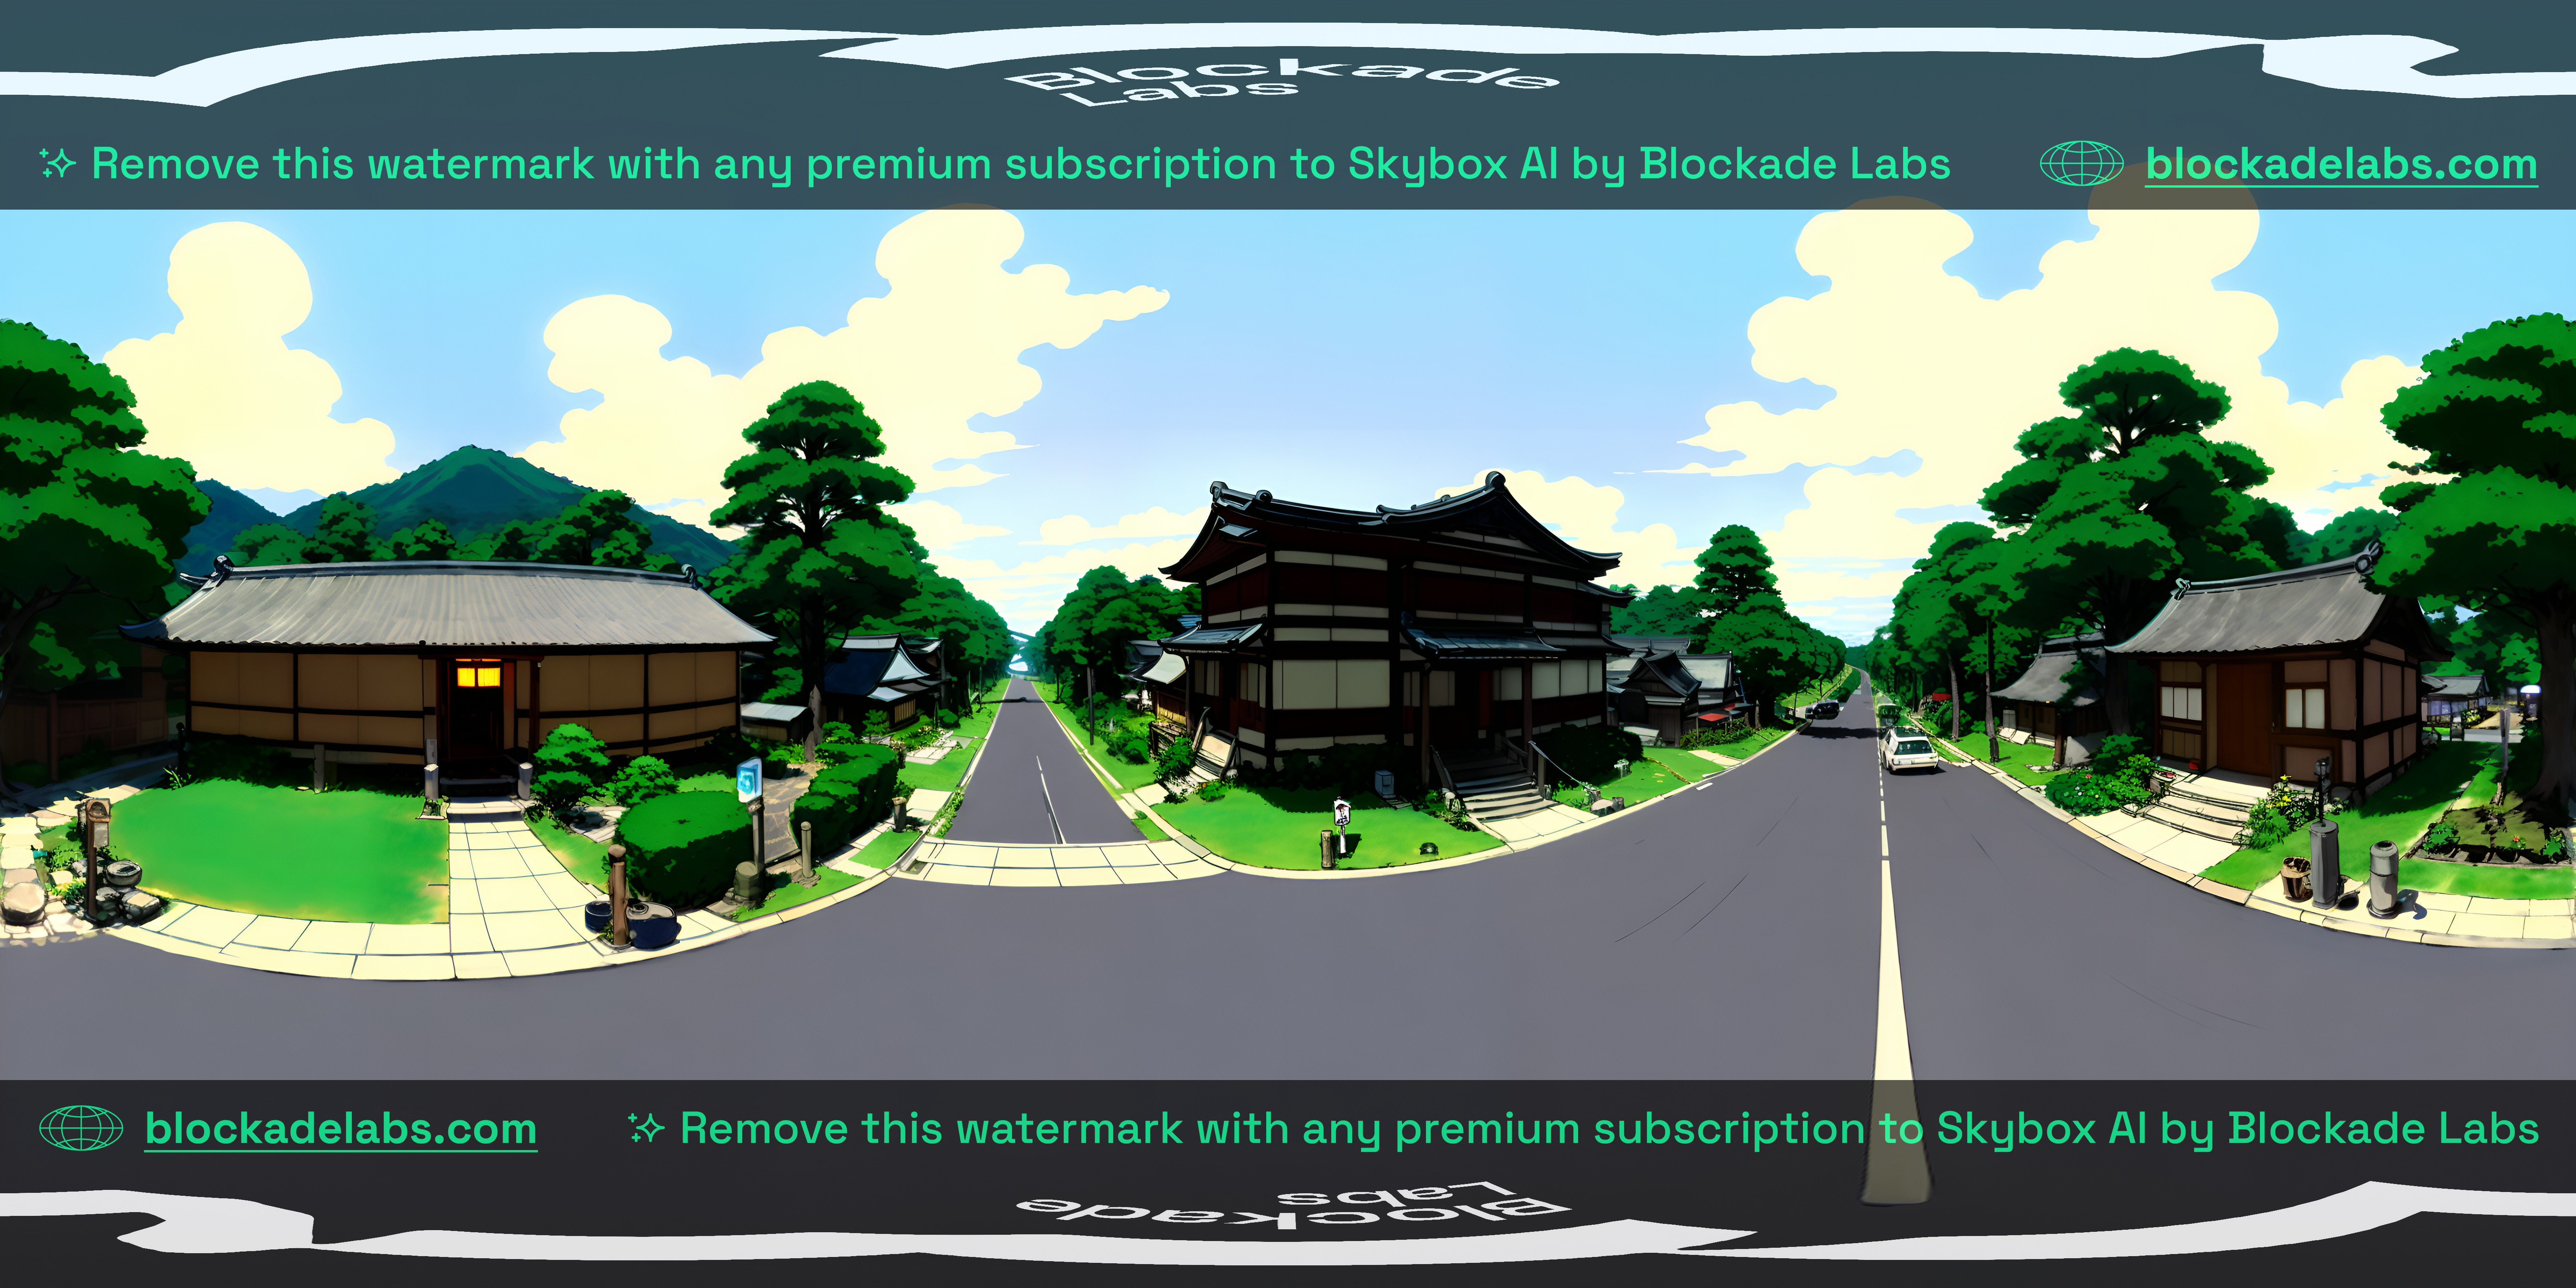 Blockade
Labs
Remove this watermark with any premium subscription to Skybox AI by Blockade Labs
blockadelabs.com
blockadelabs.com
Remove this watermark with any premium subscription to Skybox AI by Blockade Labs
Blockade
Labs